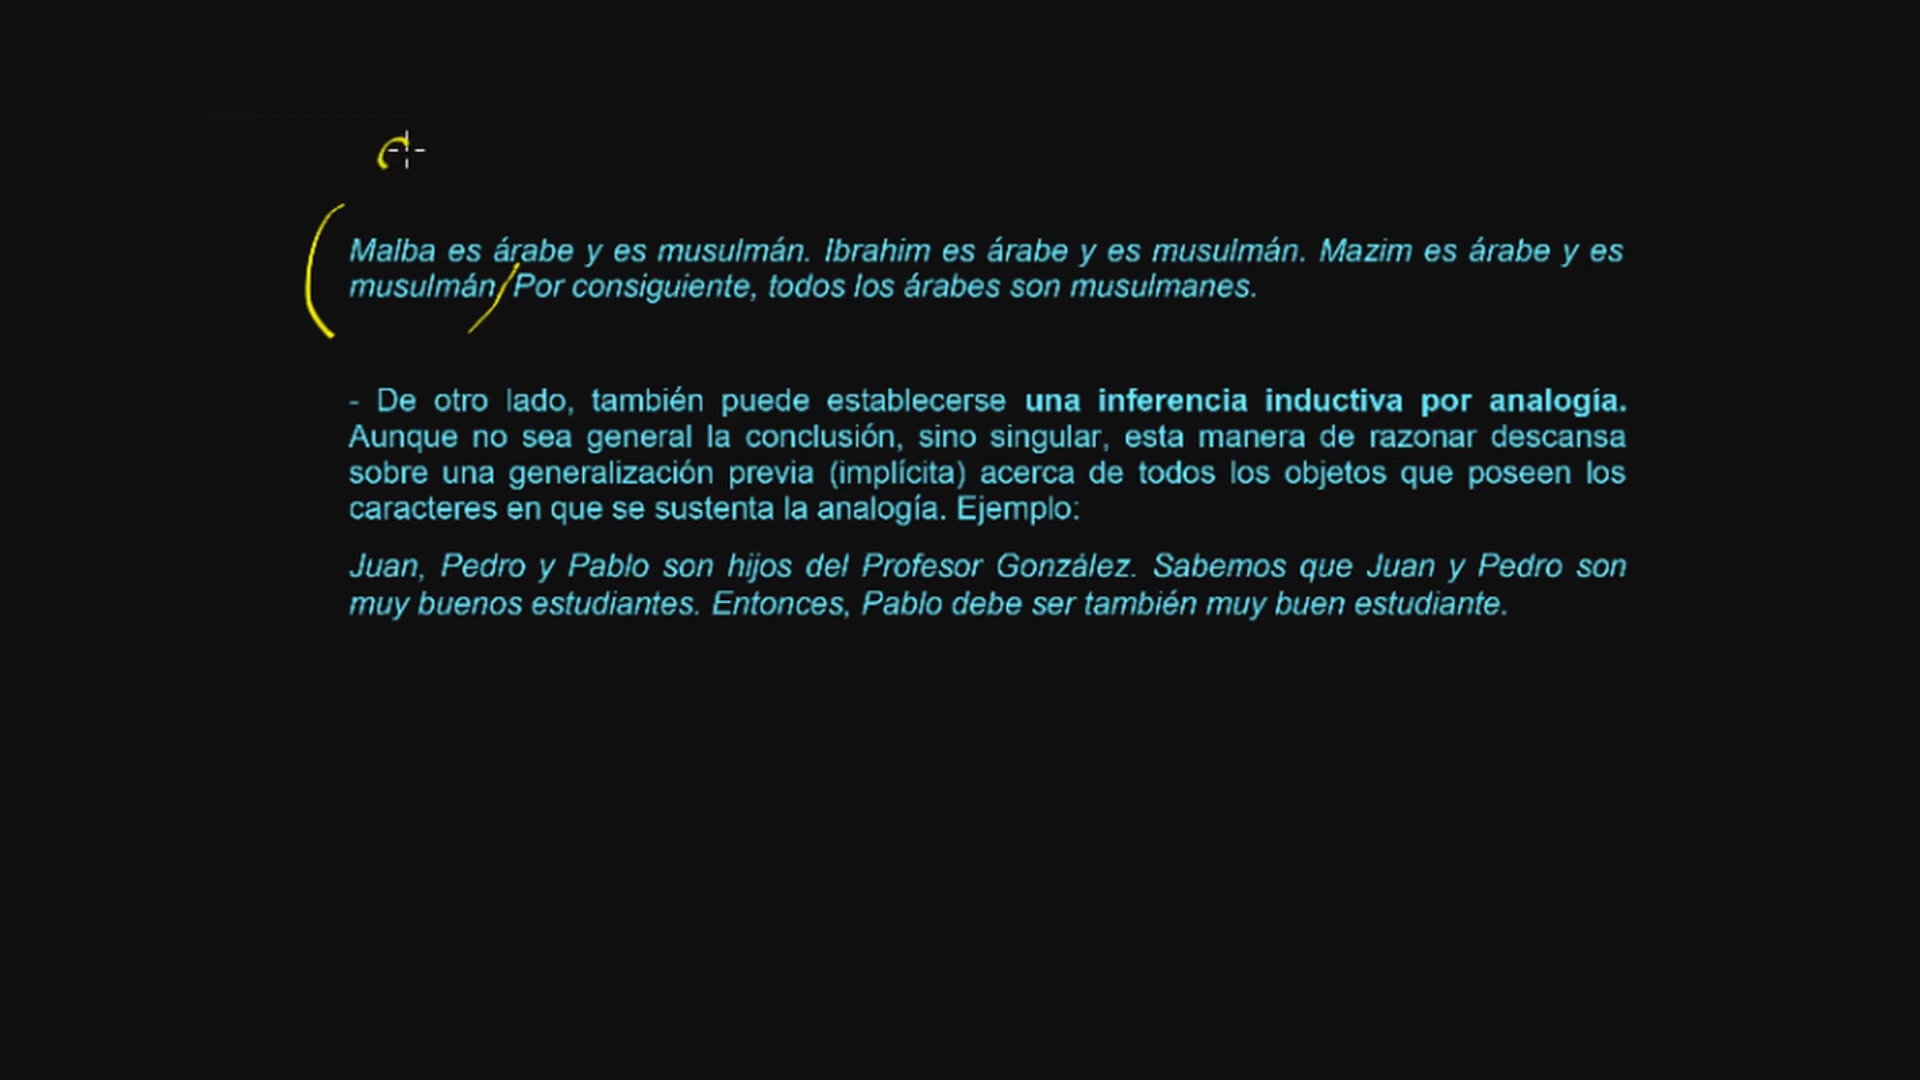 Malba es árabe y es musulmán. Ibrahim es árabe y es musulmán. Mazim es árabe y es
musulmán. Por consiguiente, todos los árabes son musulmanes.
- De otro lado, también puede establecerse una inferencia inductiva por analogía.
Aunque no sea general la conclusión, sino singular, esta manera de razonar descansa
sobre una generalización previa (implícita) acerca de todos los objetos que poseen los
caracteres en que se sustenta la analogía. Ejemplo:
Juan, Pedro y Pablo son hijos del Profesor González. Sabemos que Juan y Pedro son
muy buenos estudiantes. Entonces, Pablo debe ser también muy buen estudiante.